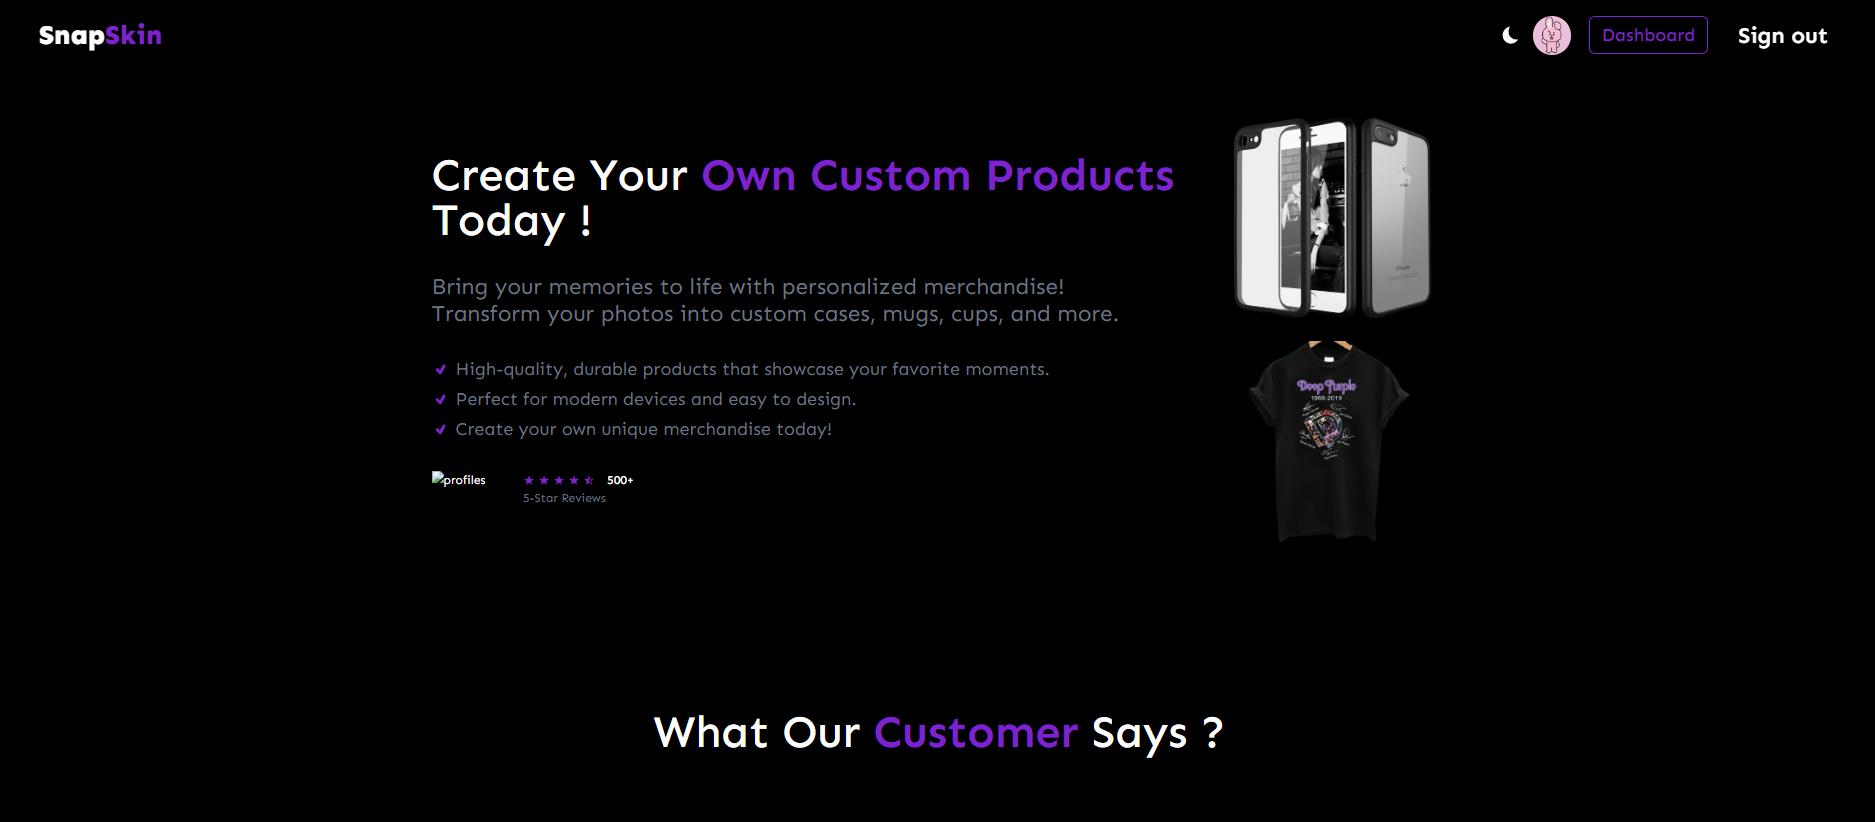 SnapSkin
Dashboard
Sign out
Create Your Own Custom Products
Today !
Bring your memories to life with personalized merchandise!
Transform your photos into custom cases, mugs, cups, and more.
High-quality, durable products that showcase your favorite moments.
Perfect for modern devices and easy to design.
Create your own unique merchandise today!
profiles
500+
5-Star Reviews
iPhone
Deep Purple
1968-2019
What Our Customer Says ?